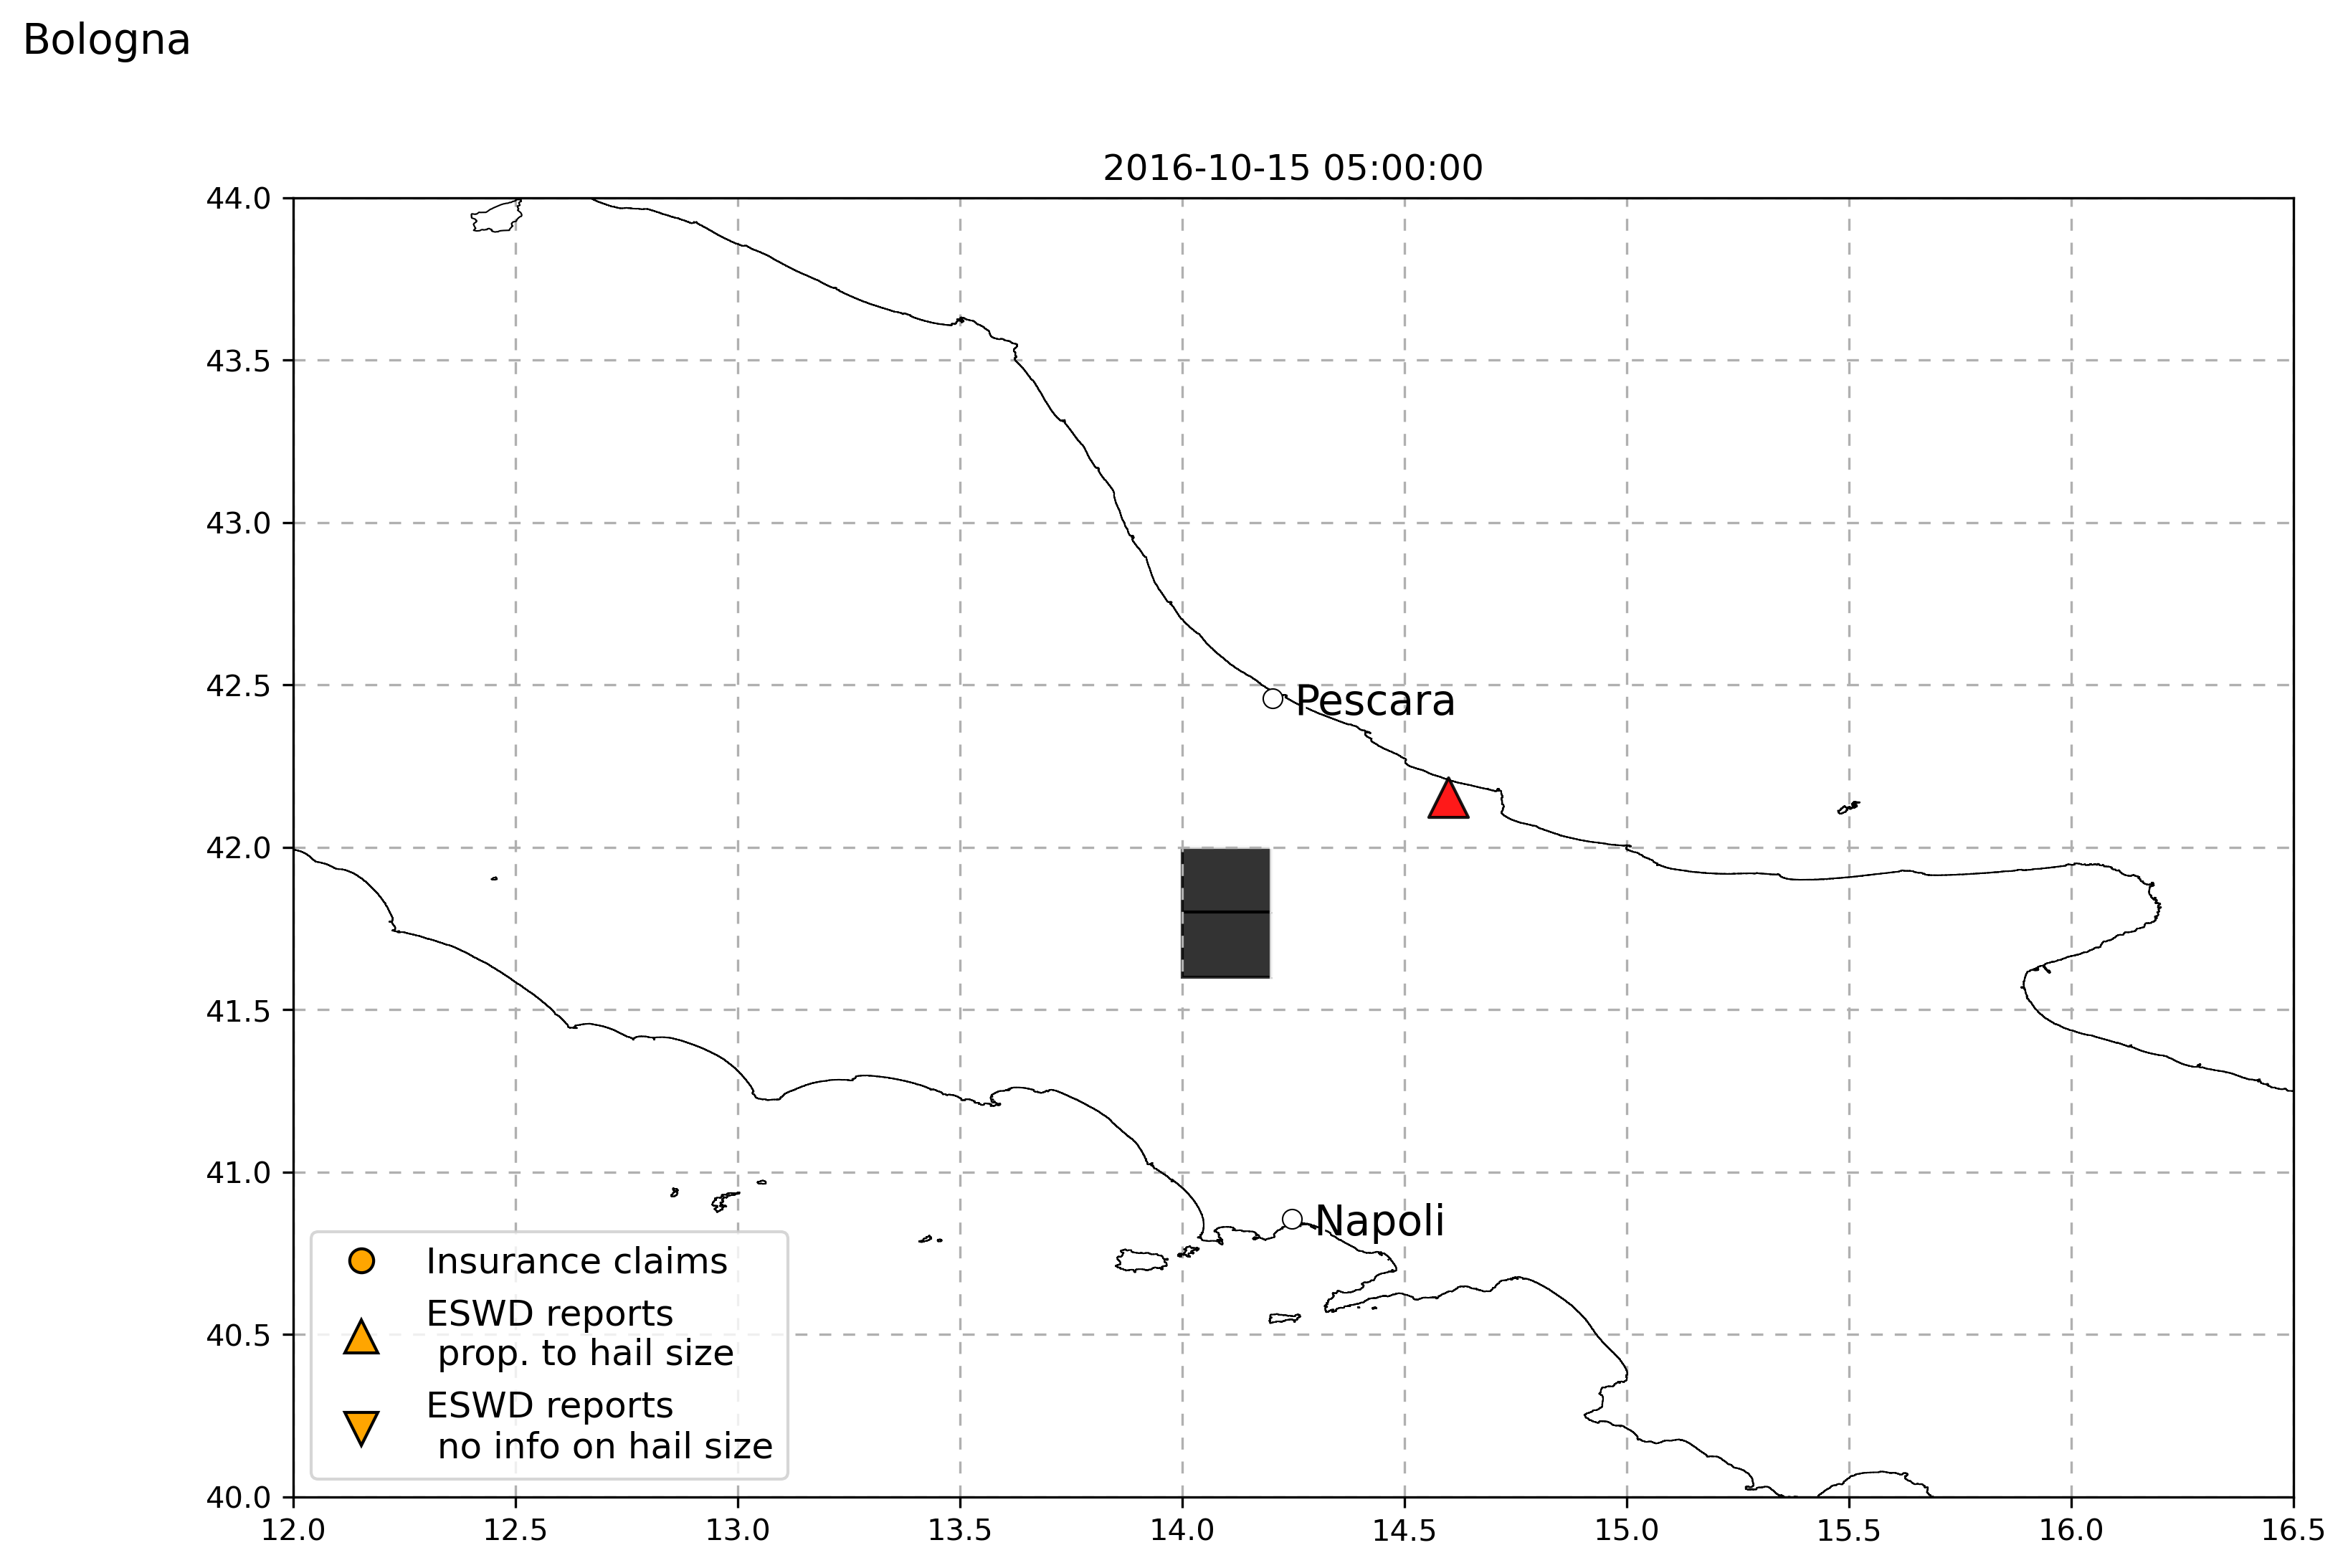 Bologna
2016-10-15 05:00:00
44.0
43.5
43.0
42.5
42.0
41.5
41.0
40.5
40.0
Pescara
Napoli
Insurance claims
ESWD reports
prop. to hail size
ESWD reports
no info on hail size
12.0 12.5 13.0 13.5 14.0 14.5 15.0 15.5 16.0 16.5